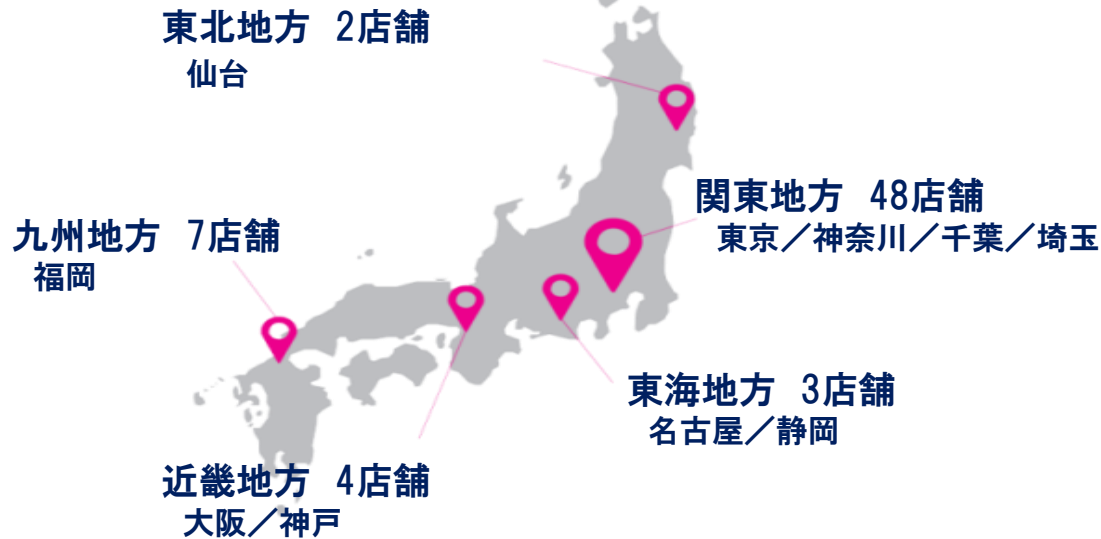 東北地方 2店舗
仙台
関東地方 48店舗
東京／神奈川／千葉／埼玉
九州地方 7店舗
福岡
東海地方 3店舗
名古屋／静岡
近畿地方 4店舗
大阪／神戸